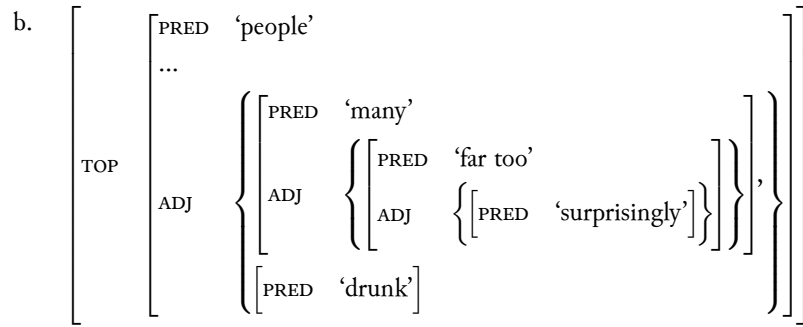 b. PRED ‘people’
...
PRED ‘many’
PRED ‘far too’
TOP
ADJ ADJ ADJ PRED ‘surprisingly’ ,
PRED ‘drunk’